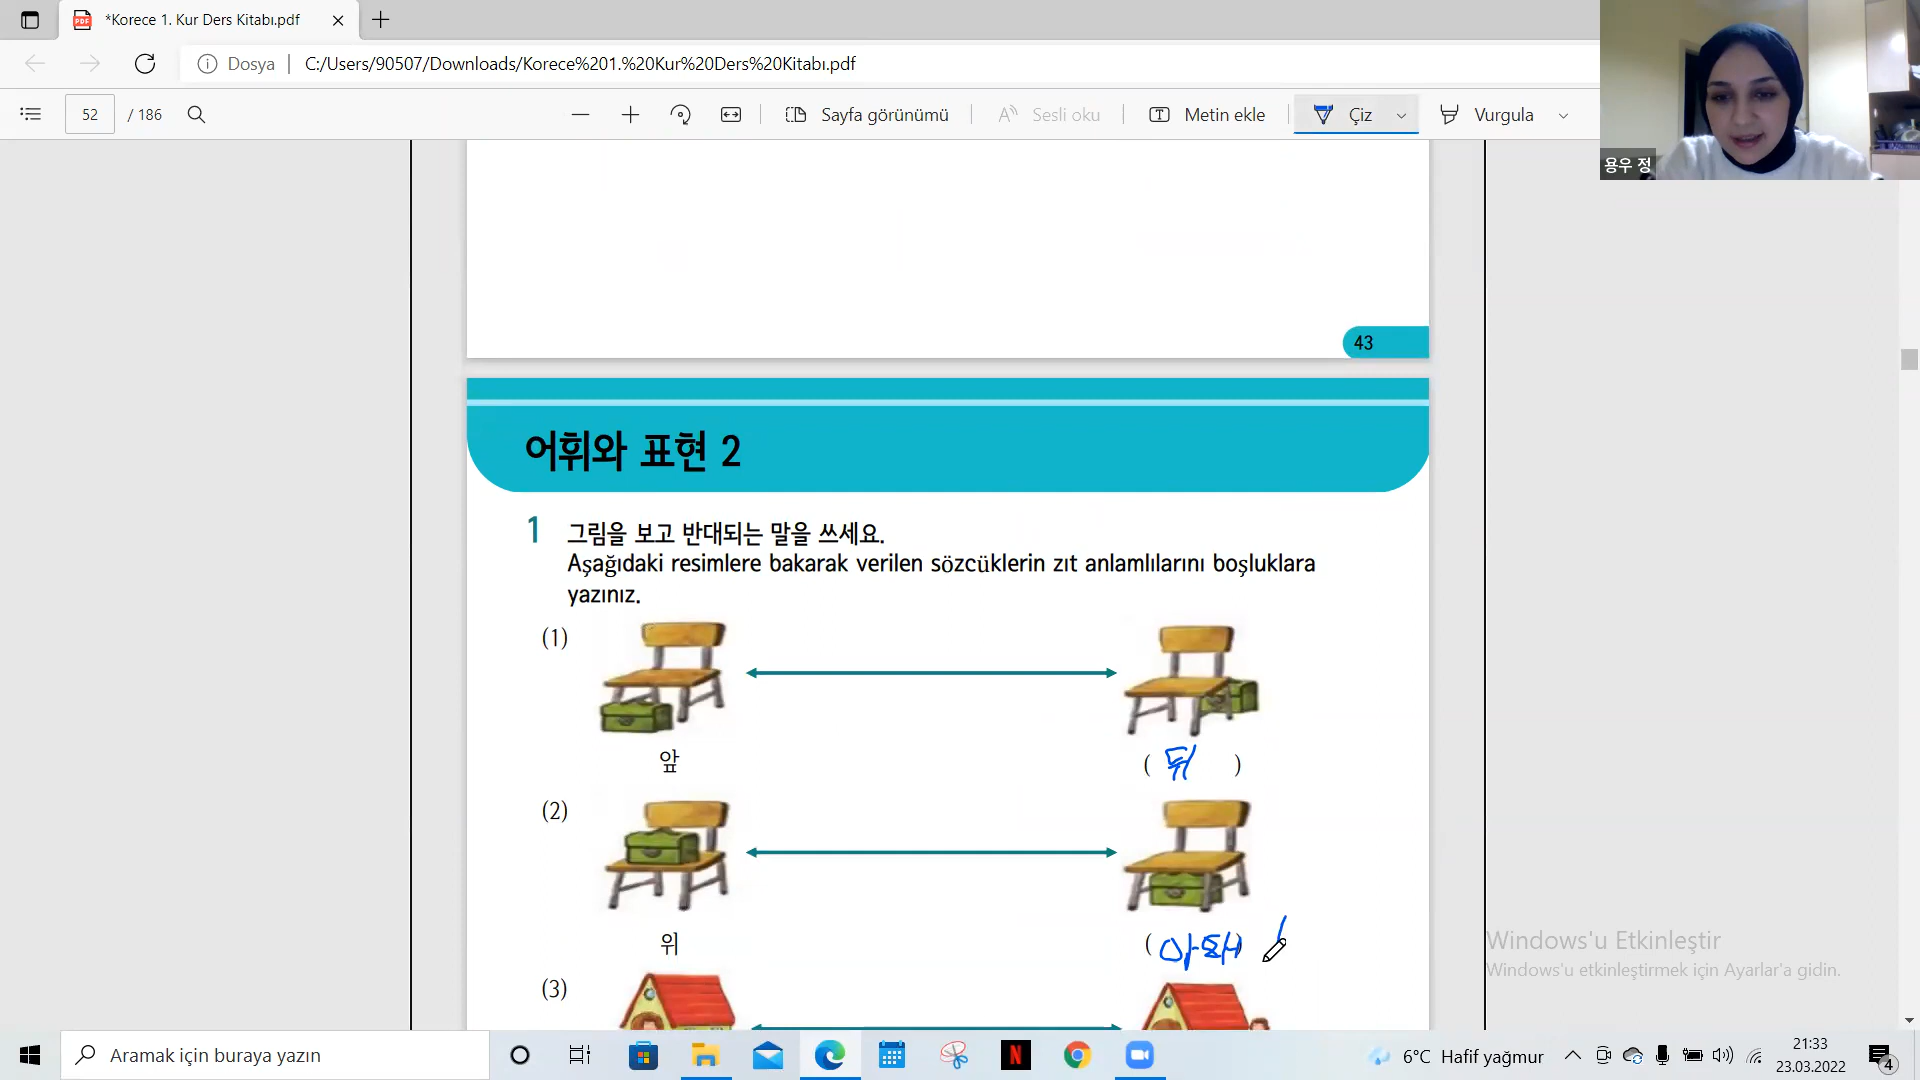 *Korece 1. Kur Ders Kitabı.pdf
Dosya
C:/Users/90507/Downloads/Korece%201.%20Kur%20Ders%20Kitabı.pdf
52 / 186
Sayfa görünümü
Sesli oku
Metin ekle
Çiz
Vurgula
용우 정
43
어휘와 표현 2
1 그림을 보고 반대되는 말을 쓰세요.
Aşağıdaki resimlere bakarak verilen sözcüklerin zıt anlamlılarını boşluklara
yazınız.
(1)
앞 ( 뒤 )
(2)
위 ( 아래 ) /
(3)
Windows'u Etkinleştir
Windows'u etkinleştirmek için Ayarlar'a gidin.
Aramak için buraya yazın
6°C Hafif yağmur
21:33
23.03.2022
4